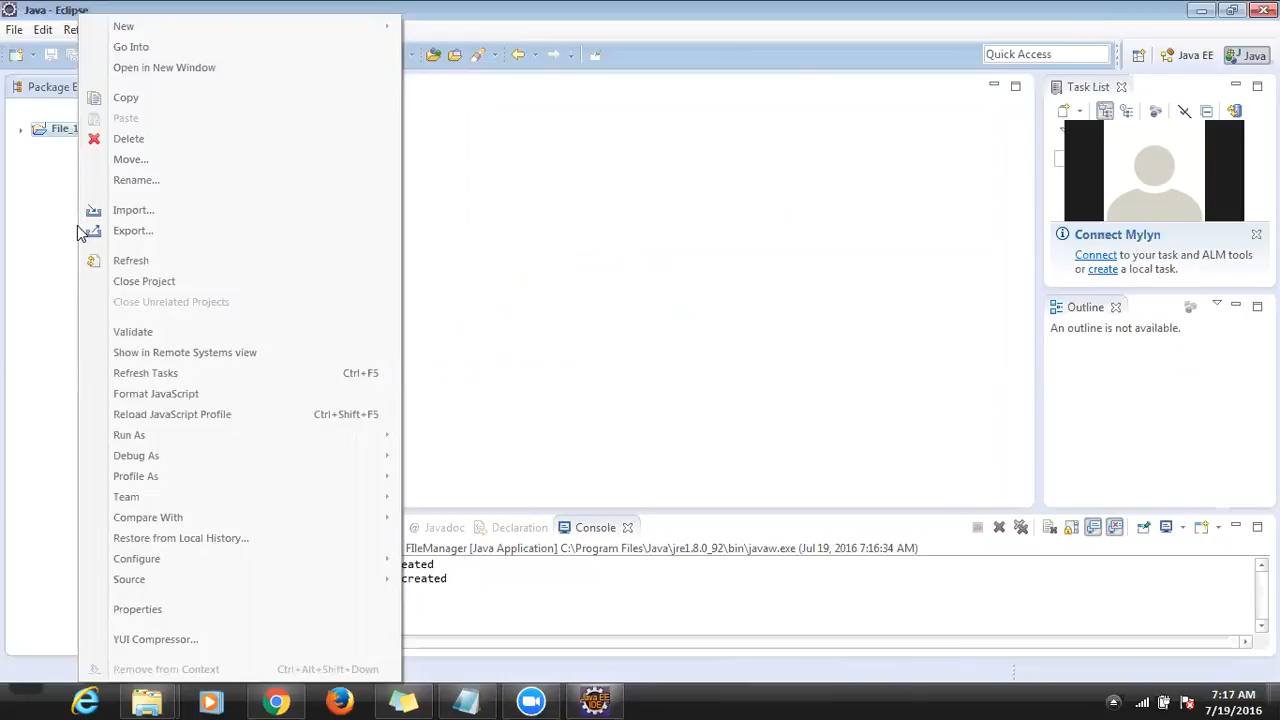 Java - Eclipse
File Edit Ref
Quick Access
Java EE
Java
Package E
File_1
New
Go Into
Open in New Window
Copy
Paste
Delete
Move...
Rename...
Import...
Export...
Refresh
Close Project
Close Unrelated Projects
Validate
Show in Remote Systems view
Refresh Tasks Ctrl+F5
Format JavaScript
Reload JavaScript Profile Ctrl+Shift+F5
Run As
Debug As
Profile As
Team
Compare With
Restore from Local History...
Configure
Source
Properties
YUI Compressor...
Remove from Context Ctrl+Alt+Shift+Down
Task List
Connect Mylyn
Connect to your task and ALM tools
or create a local task.
Outline
An outline is not available.
@ Javadoc Declaration Console
FIleManager [Java Application] C:\Program Files\Java\jre1.8.0_92\bin\javaw.exe (Jul 19, 2016 7:16:34 AM)
eated
created
Java EE
IDE
7:17 AM
7/19/2016